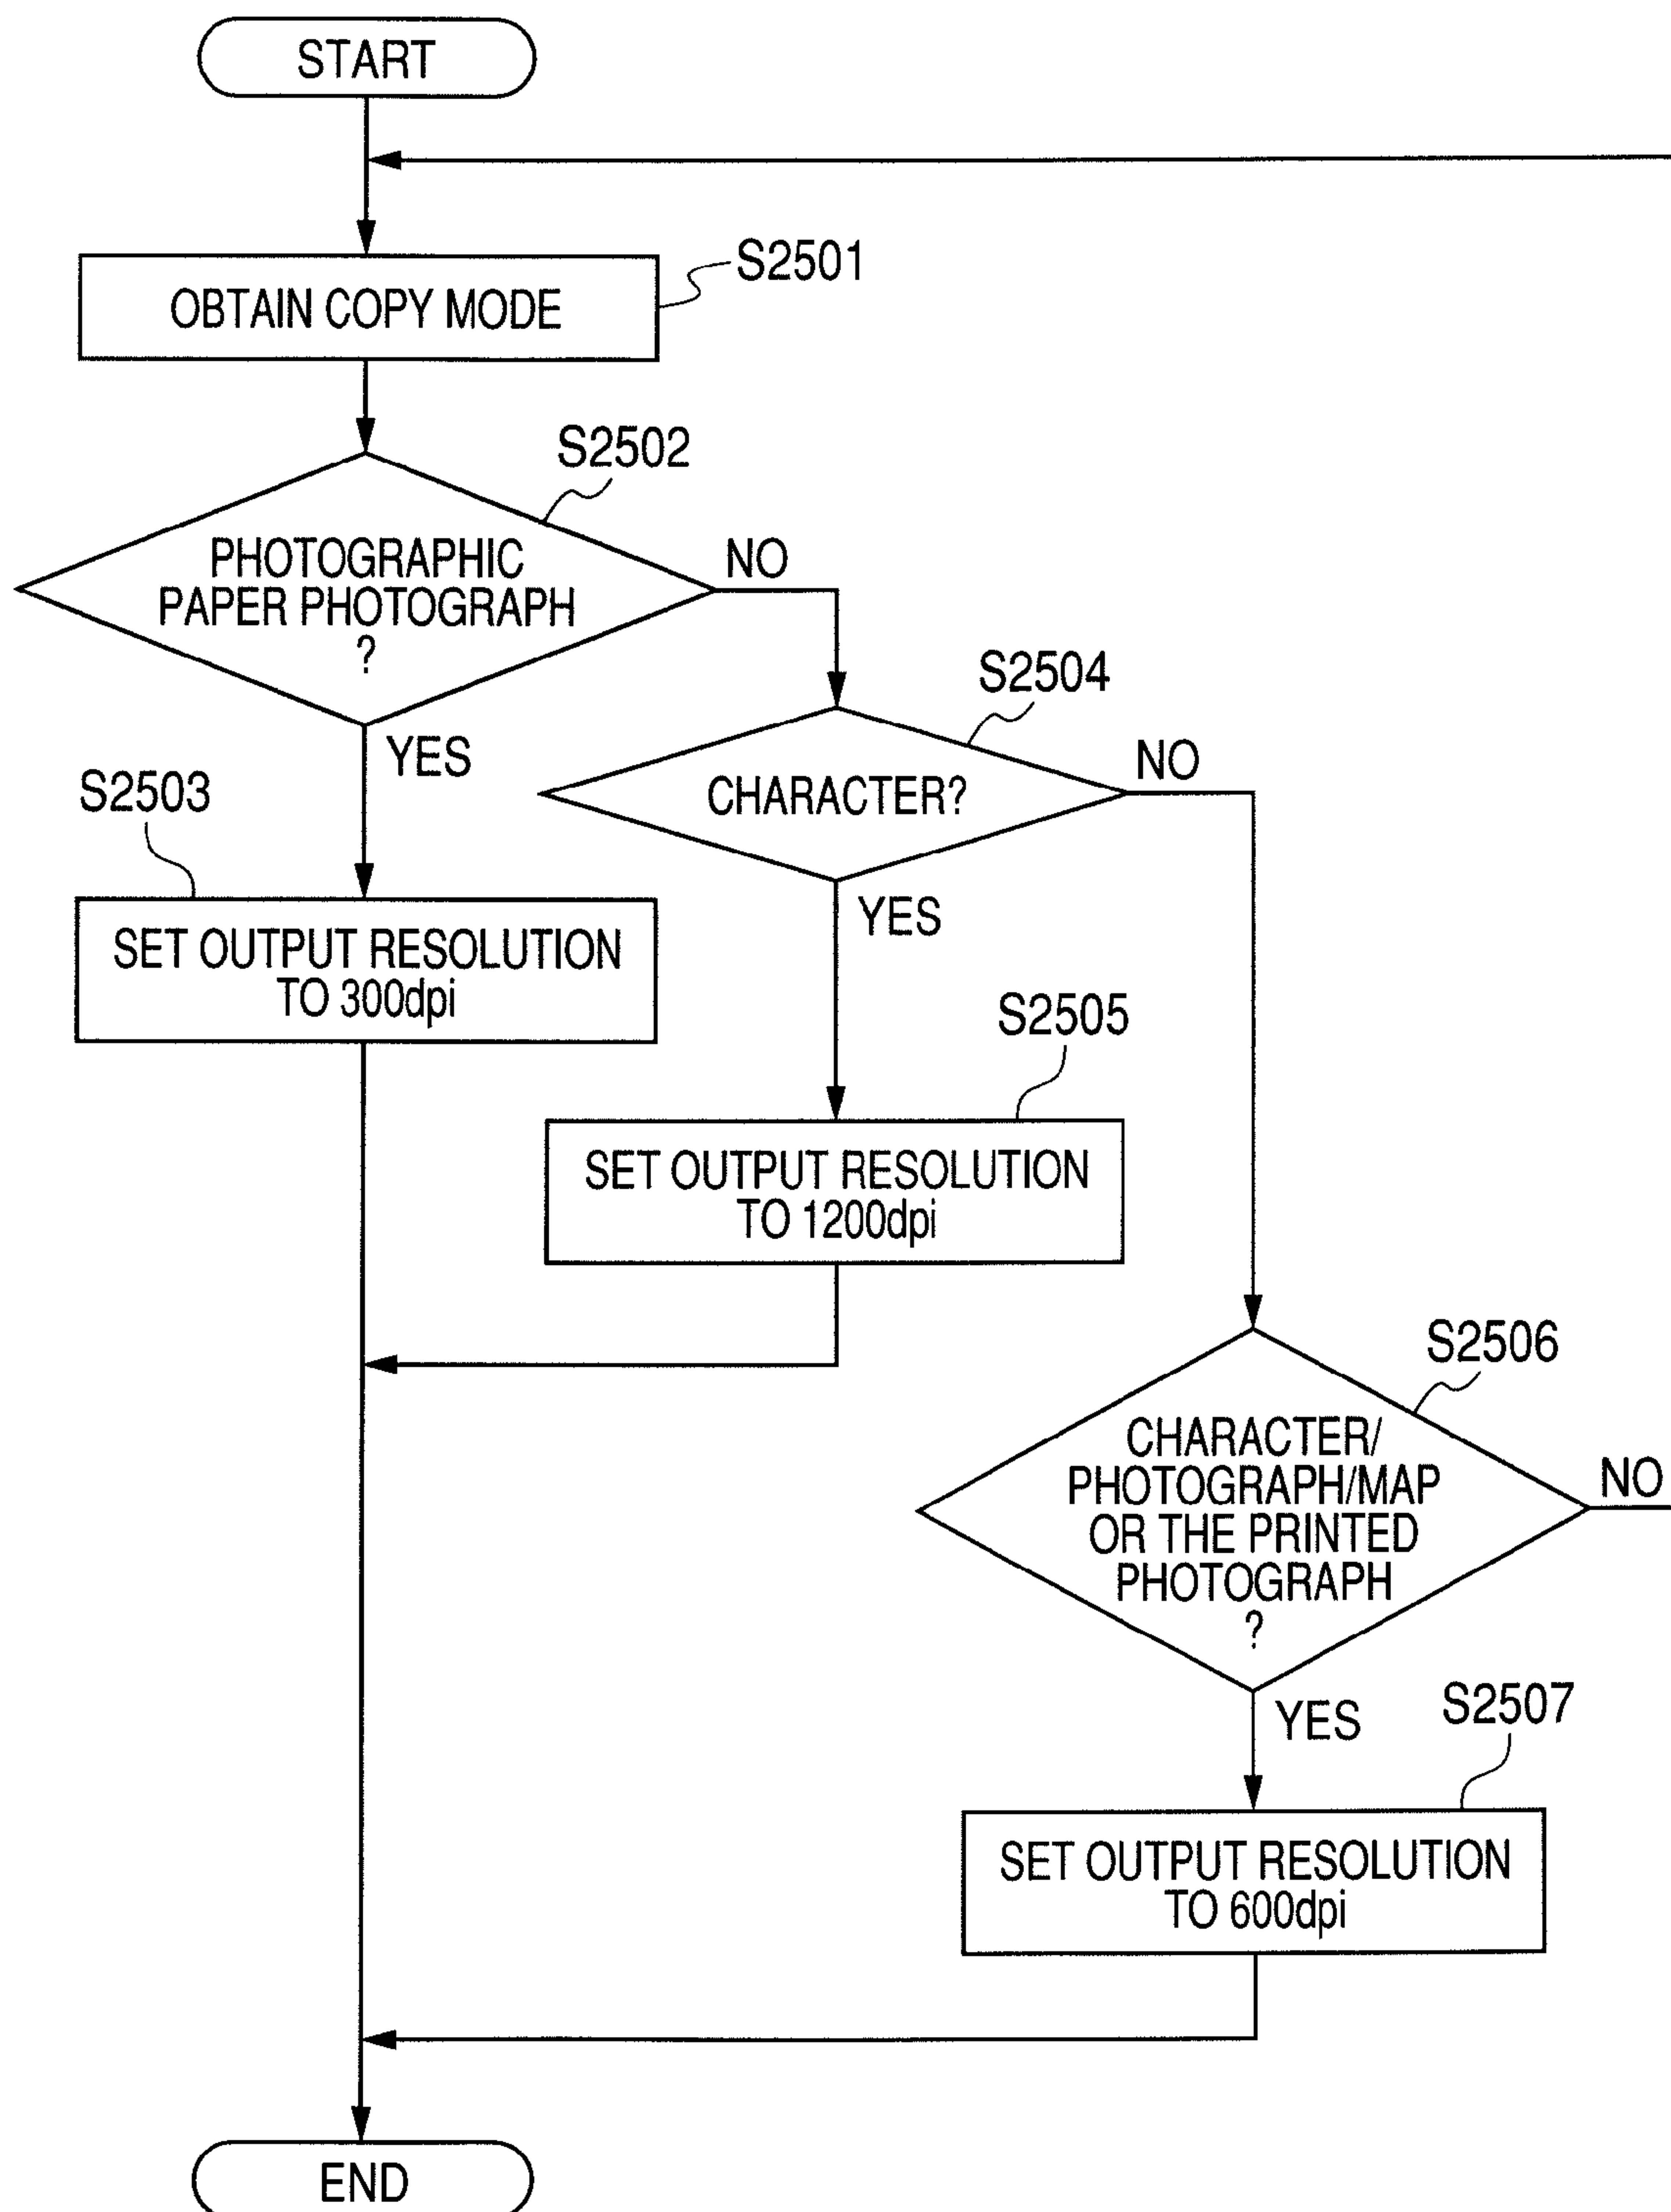 START
S2501
OBTAIN COPY MODE
S2502
PHOTOGRAPHIC
PAPER PHOTOGRAPH
?
NO
YES
S2503
SET OUTPUT RESOLUTION
TO 300dpi
S2504
CHARACTER?
NO
YES
S2505
SET OUTPUT RESOLUTION
TO 1200dpi
S2506
CHARACTER/
PHOTOGRAPH/MAP
OR THE PRINTED
PHOTOGRAPH
?
NO
YES
S2507
SET OUTPUT RESOLUTION
TO 600dpi
END